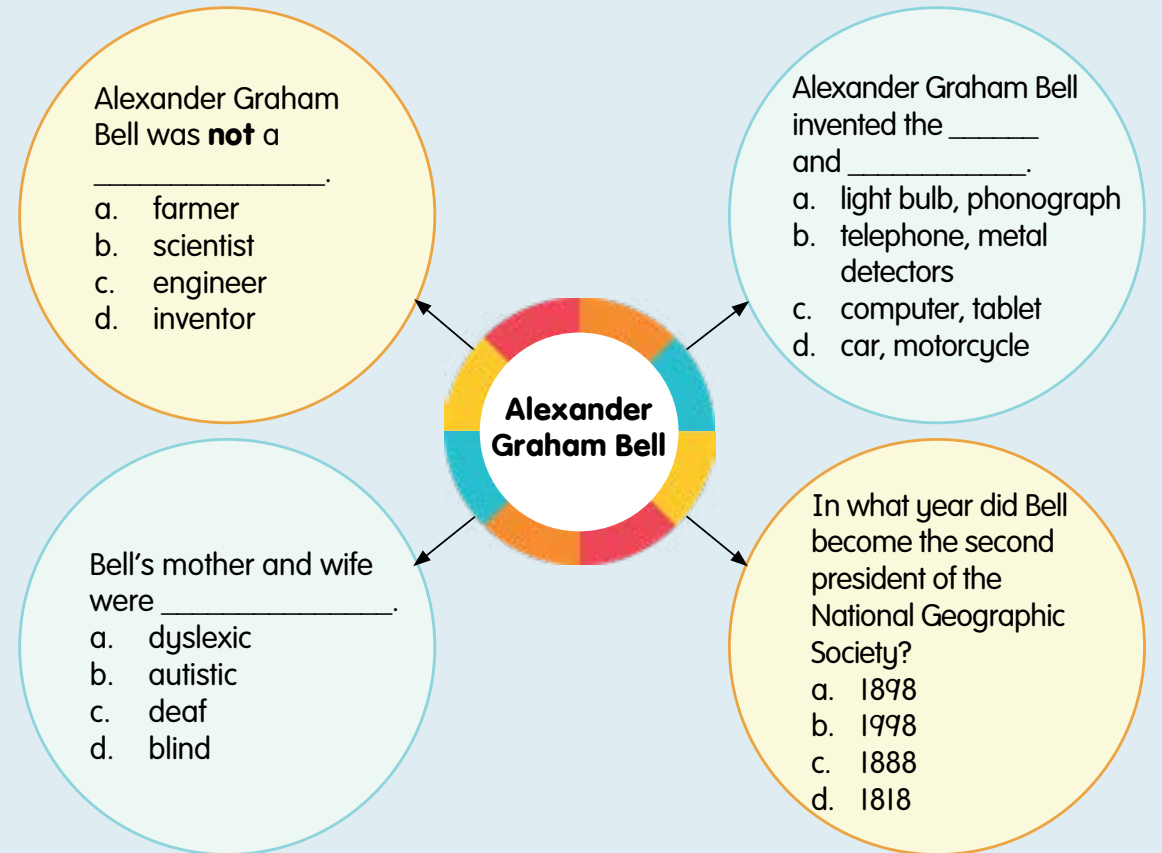 Alexander Graham
Bell was not a
_______________.
a. farmer
b. scientist
c. engineer
d. inventor
Alexander Graham Bell
invented the ______
and ____________.
a. light bulb, phonograph
b. telephone, metal
detectors
c. computer, tablet
d. car, motorcycle
Alexander
Graham Bell
Bell's mother and wife
were _______________.
a. dyslexic
b. autistic
c. deaf
d. blind
In what year did Bell
become the second
president of the
National Geographic
Society?
a. 1898
b. 1998
c. 1888
d. 1818